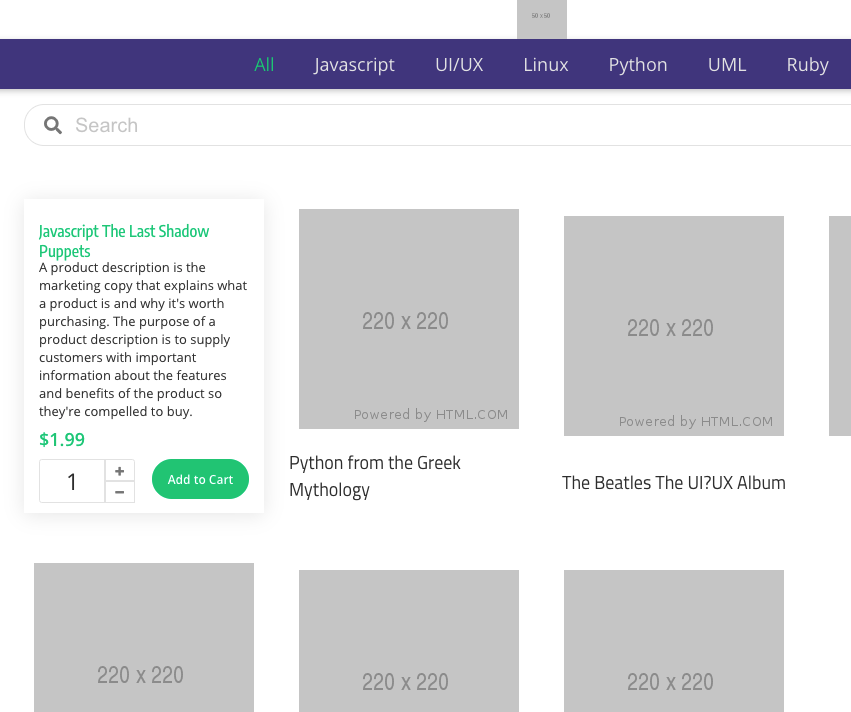 50 x 50
All Javascript UI/UX Linux Python UML Ruby
Search
Javascript The Last Shadow
Puppets
A product description is the
marketing copy that explains what
a product is and why it's worth
purchasing. The purpose of a
product description is to supply
customers with important
information about the features
and benefits of the product so
they're compelled to buy.
$1.99
1
+
−
Add to Cart
220 x 220
Powered by HTML.COM
Python from the Greek
Mythology
220 x 220
Powered by HTML.COM
The Beatles The UI?UX Album
220 x 220
220 x 220
220 x 220